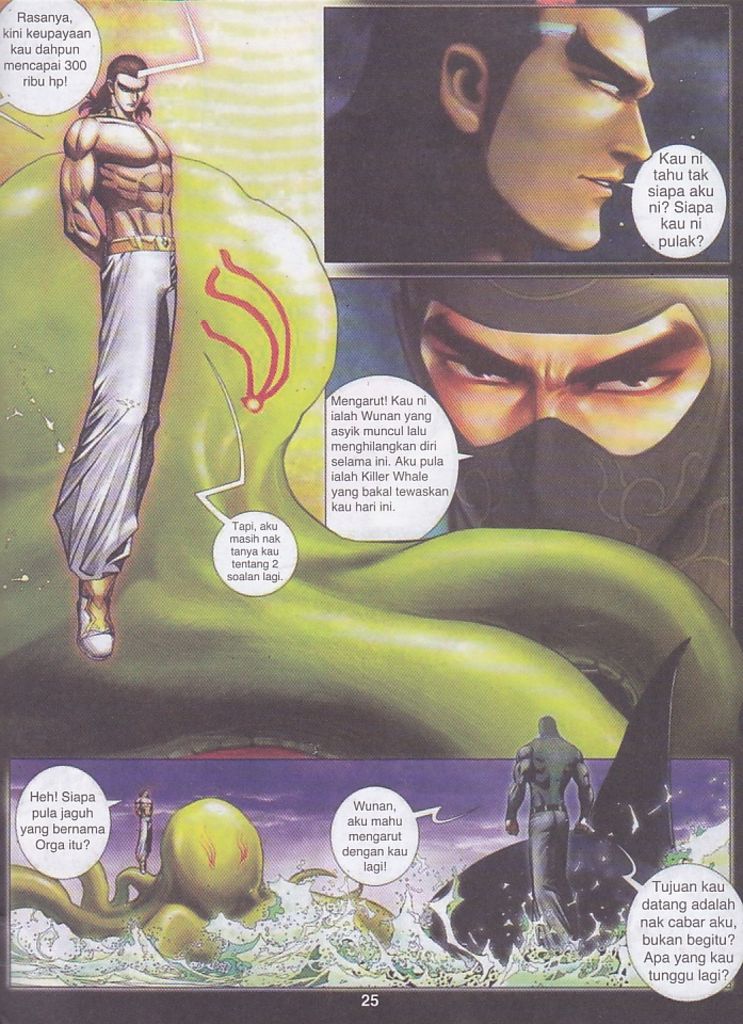 Rasanya,
kini keupayaan
kau dahpun
mencapai 300
ribu hp!
Kau ni
tahu tak
siapa aku
ni? Siapa
kau ni
pulak?
Mengarut! Kau ni
ialah Wunan yang
asyik muncul lalu
menghilangkan diri
selama ini. Aku pula
ialah Killer Whale
yang bakal tewaskan
kau hari ini.
Tapi, aku
masih nak
tanya kau
tentang 2
soalan lagi.
Heh! Siapa
pula jaguh
yang bernama
Orga itu?
Wunan,
aku mahu
mengarut
dengan kau
lagi!
Tujuan kau
datang adalah
nak cabar aku,
bukan begitu?
Apa yang kau
tunggu lagi?
25